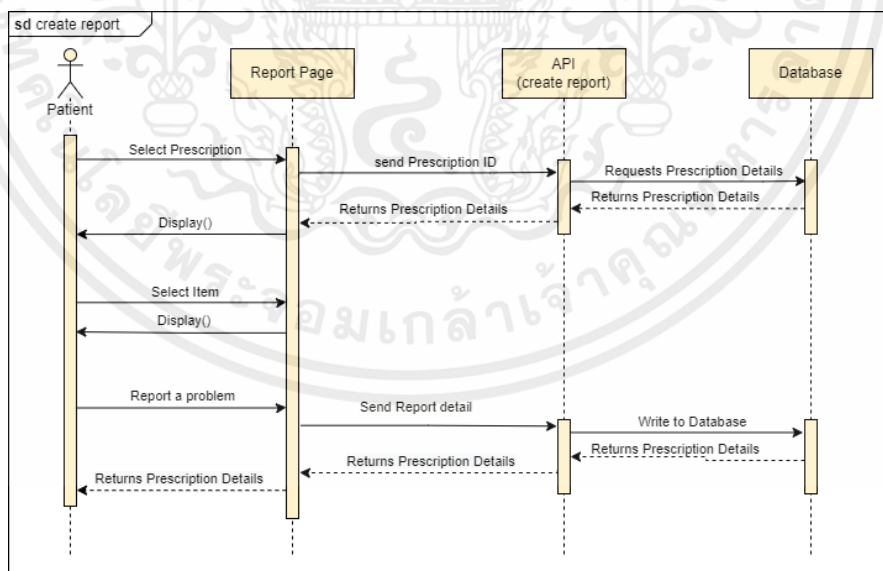 sd create report
Patient
Report Page
API
(create report)
Database
Select Prescription
send Prescription ID
Requests Prescription Details
Returns Prescription Details
Returns Prescription Details
Display()
Select Item
Display()
Report a problem
Send Report detail
Write to Database
Returns Prescription Details
Returns Prescription Details
Returns Prescription Details